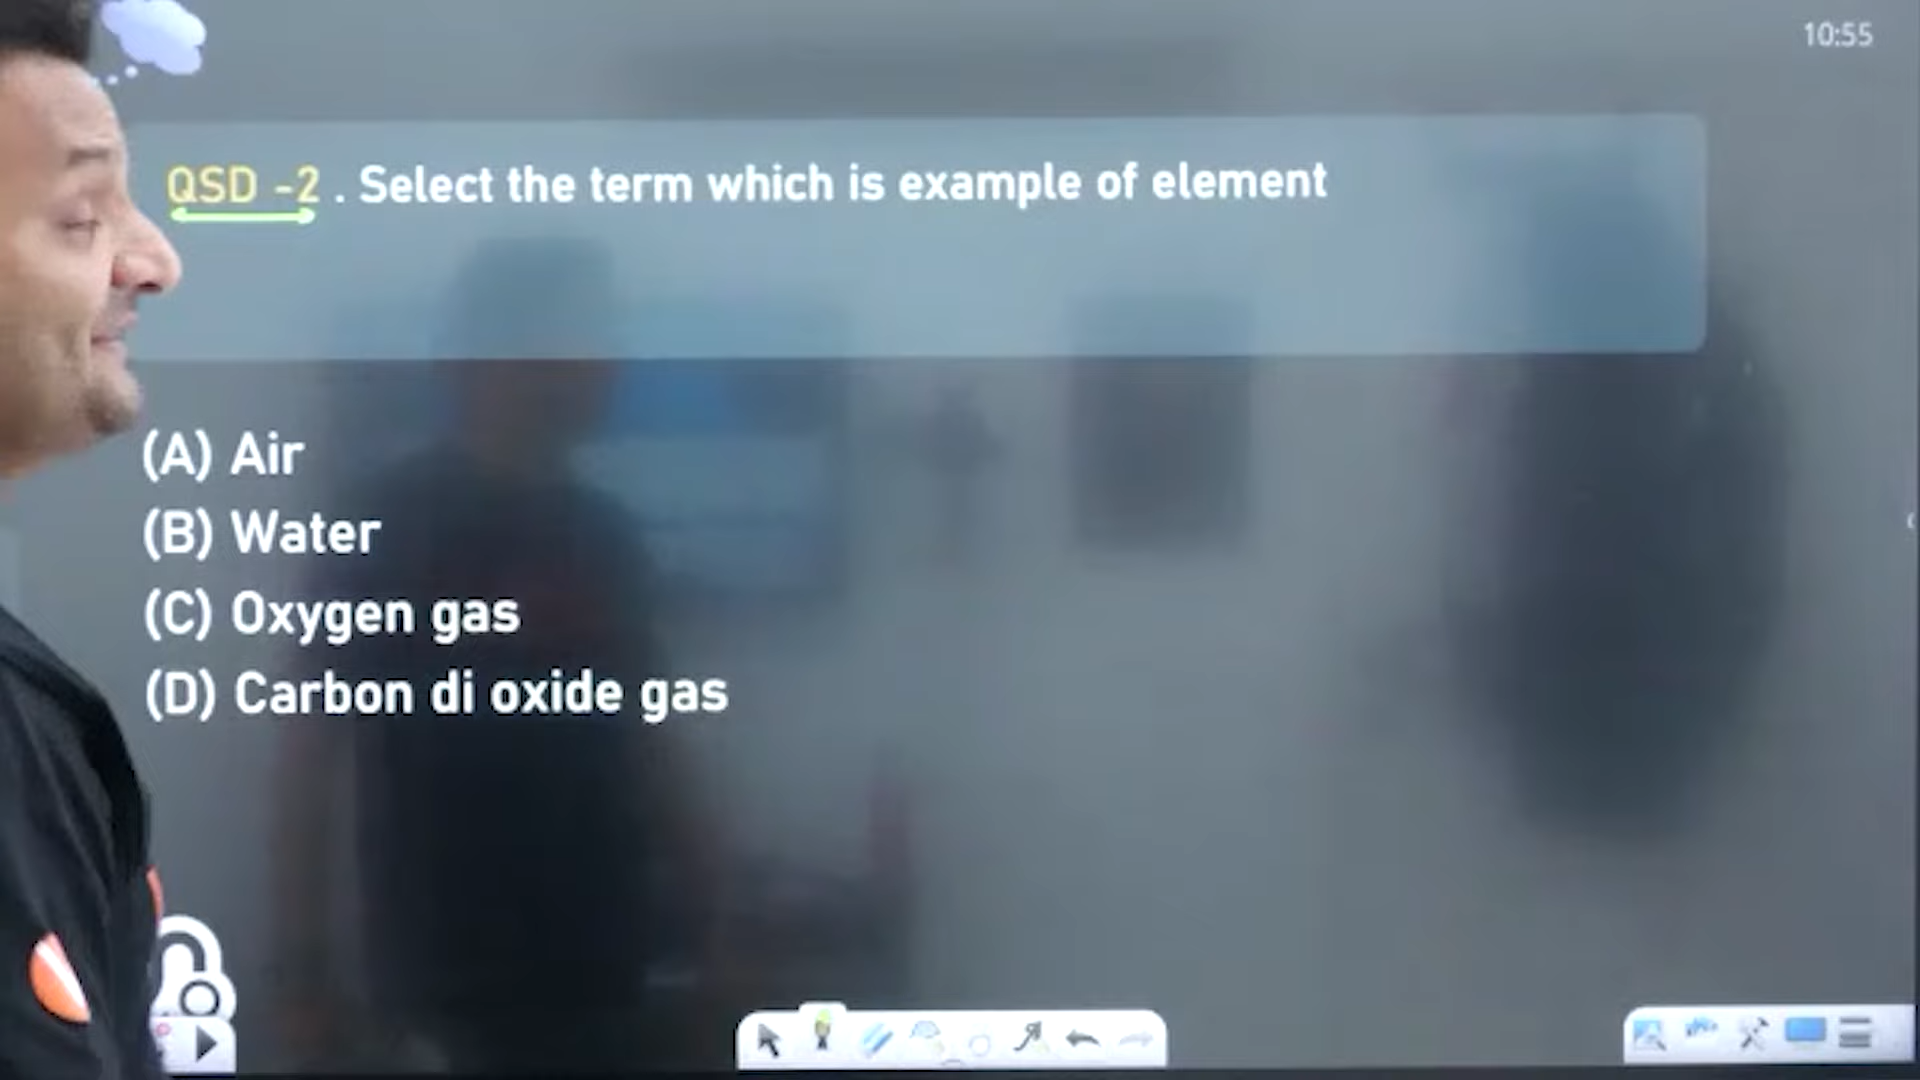 10:55
QSD -2 . Select the term which is example of element
(A) Air
(B) Water
(C) Oxygen gas
(D) Carbon di oxide gas